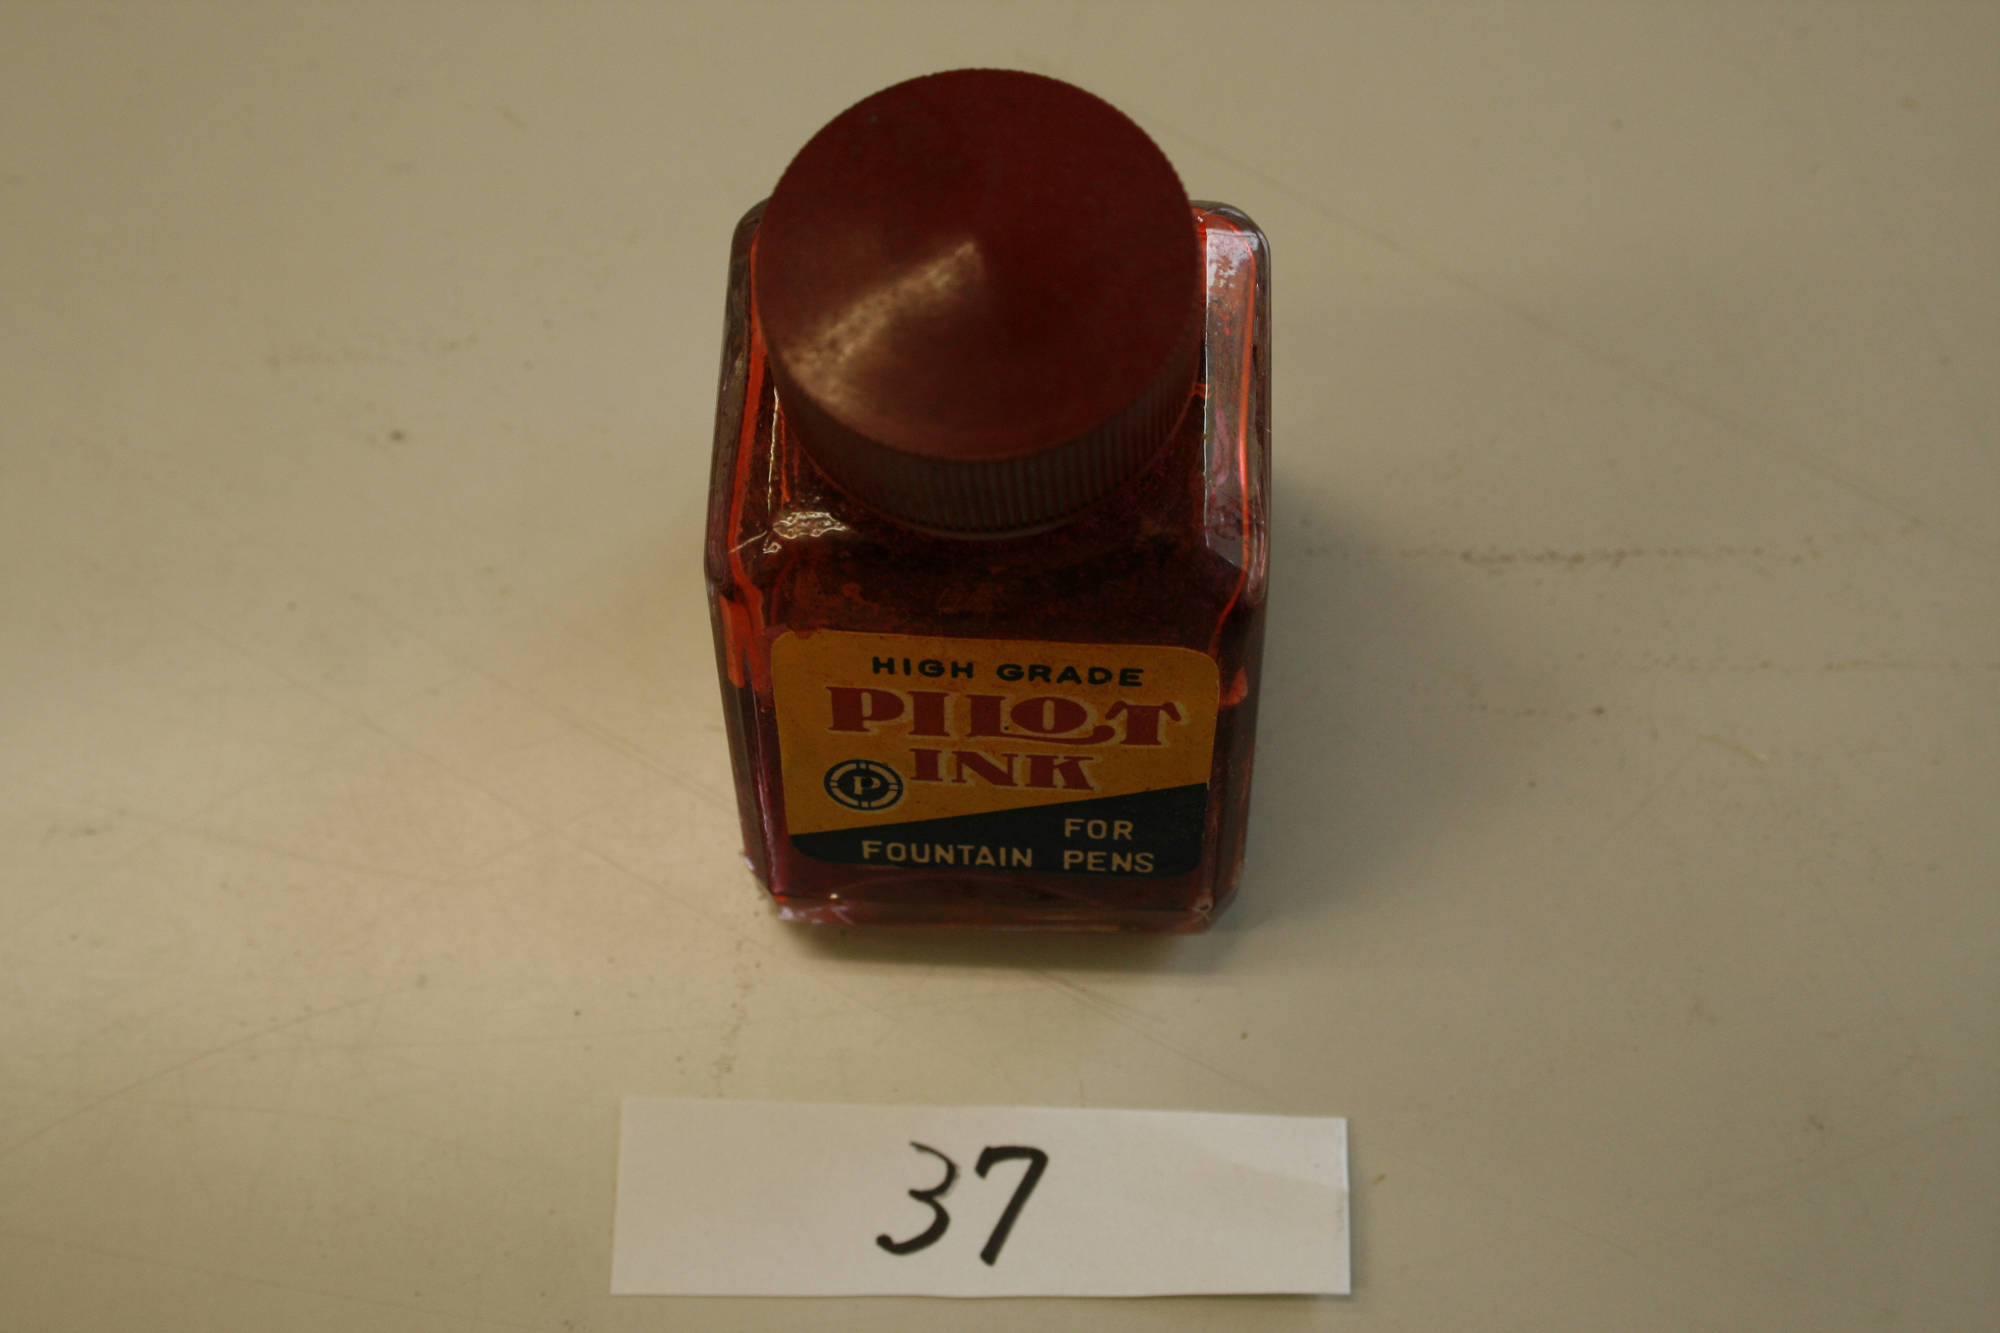 HIGH GRADE
PILOT
INK
P
FOR
FOUNTAIN PENS
37